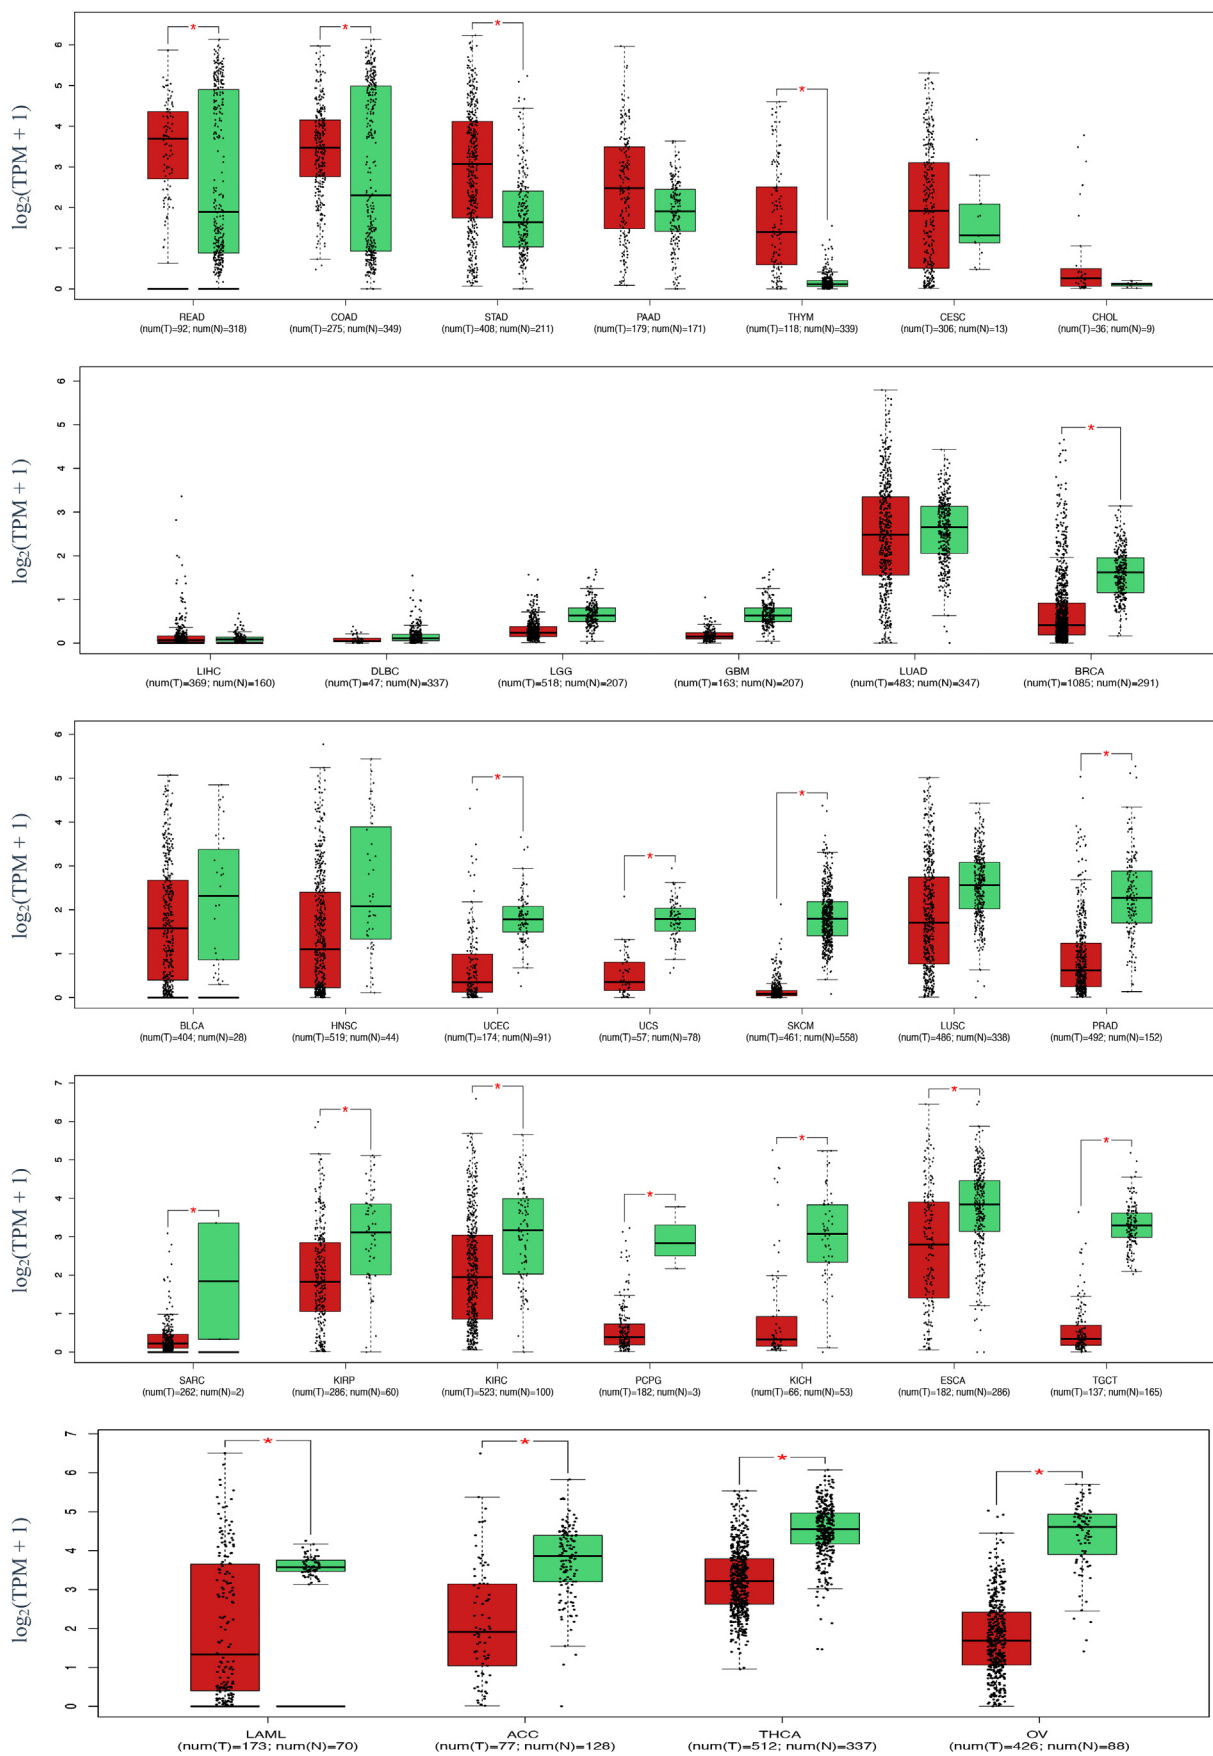 log2(TPM + 1)
6
5
4
3
2
1
0
* * * *
READ COAD STAD PAAD THYM CESC CHOL
(num(T)=92; num(N)=318) (num(T)=275; num(N)=349) (num(T)=408; num(N)=211) (num(T)=179; num(N)=171) (num(T)=118; num(N)=339) (num(T)=306; num(N)=13) (num(T)=36; num(N)=9)
log2(TPM + 1)
6
5
4
3
2
1
0
*
LIHC DLBC LGG GBM LUAD BRCA
(num(T)=369; num(N)=160) (num(T)=47; num(N)=337) (num(T)=518; num(N)=207) (num(T)=163; num(N)=207) (num(T)=483; num(N)=347) (num(T)=1085; num(N)=291)
log2(TPM + 1)
6
5
4
3
2
1
0
* * * *
BLCA HNSC UCEC UCS SKCM LUSC PRAD
(num(T)=404; num(N)=28) (num(T)=519; num(N)=44) (num(T)=174; num(N)=91) (num(T)=57; num(N)=78) (num(T)=461; num(N)=558) (num(T)=486; num(N)=338) (num(T)=492; num(N)=152)
log2(TPM + 1)
7
6
5
4
3
2
1
0
* * * * * * *
SARC KIRP KIRC PCPG KICH ESCA TGCT
(num(T)=262; num(N)=2) (num(T)=286; num(N)=60) (num(T)=523; num(N)=100) (num(T)=182; num(N)=3) (num(T)=66; num(N)=53) (num(T)=182; num(N)=286) (num(T)=137; num(N)=165)
log2(TPM + 1)
7
6
5
4
3
2
1
0
* * * *
LAML ACC THCA OV
(num(T)=173; num(N)=70) (num(T)=77; num(N)=128) (num(T)=512; num(N)=337) (num(T)=426; num(N)=88)